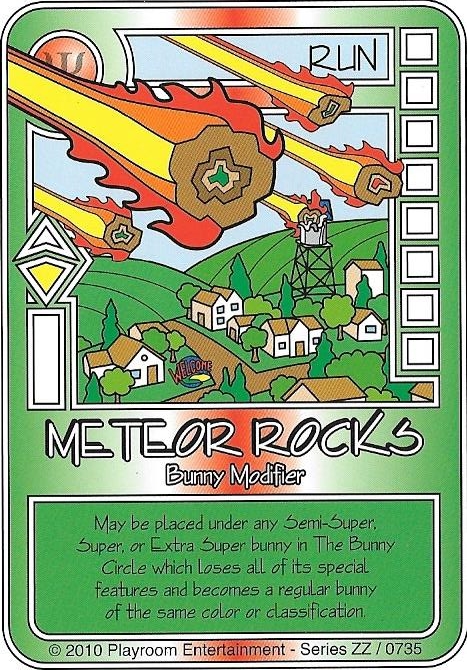 Ψ
RUN
WELCOME
METEOR ROCKS
Bunny Modifier
May be placed under any Semi-Super,
Super, or Extra Super bunny in The Bunny
Circle which loses all of its special
features and becomes a regular bunny
of the same color or classification.
© 2010 Playroom Entertainment - Series ZZ / 0735